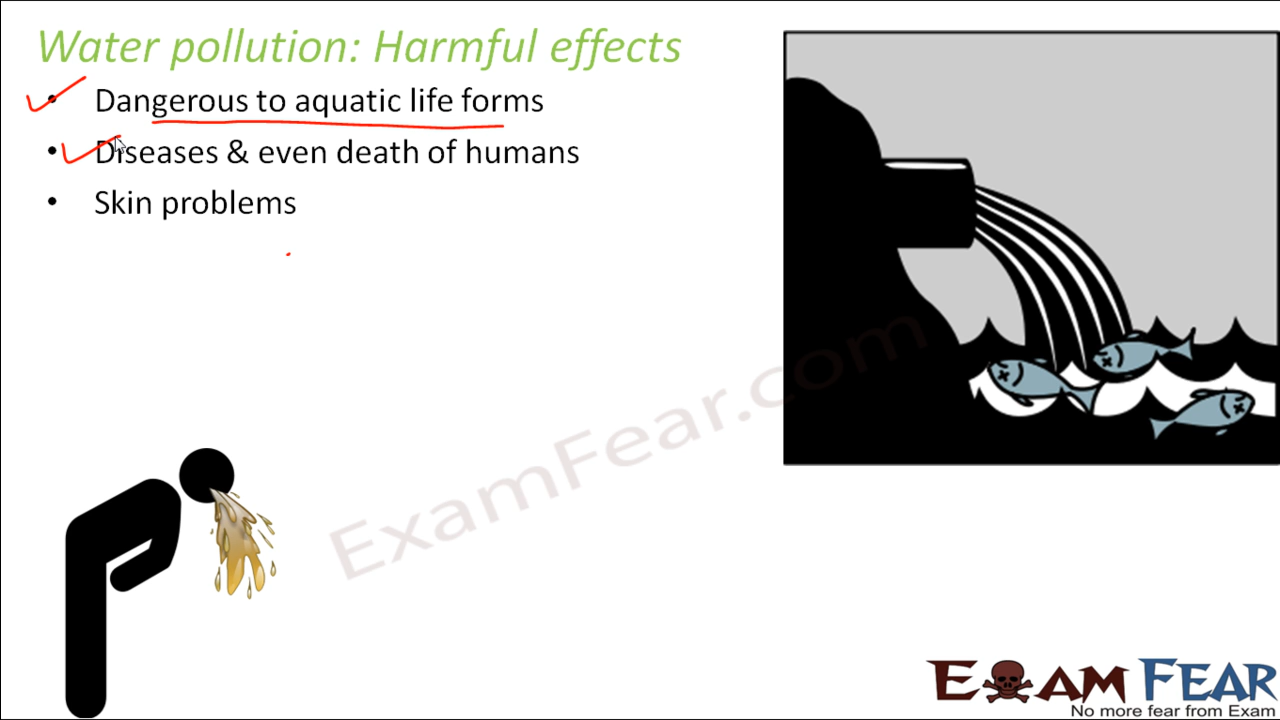 Water pollution: Harmful effects
• Dangerous to aquatic life forms
• Diseases & even death of humans
• Skin problems
ExamFear.com
EXAM FEAR
No more fear from Exam